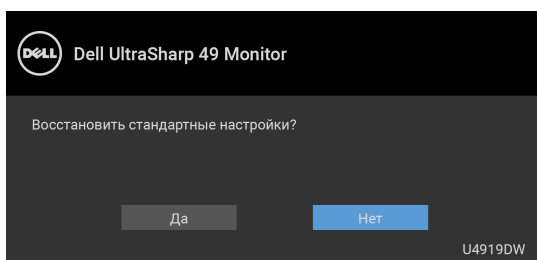 DELL
Dell UltraSharp 49 Monitor
Восстановить стандартные настройки?
Да
Нет
U4919DW